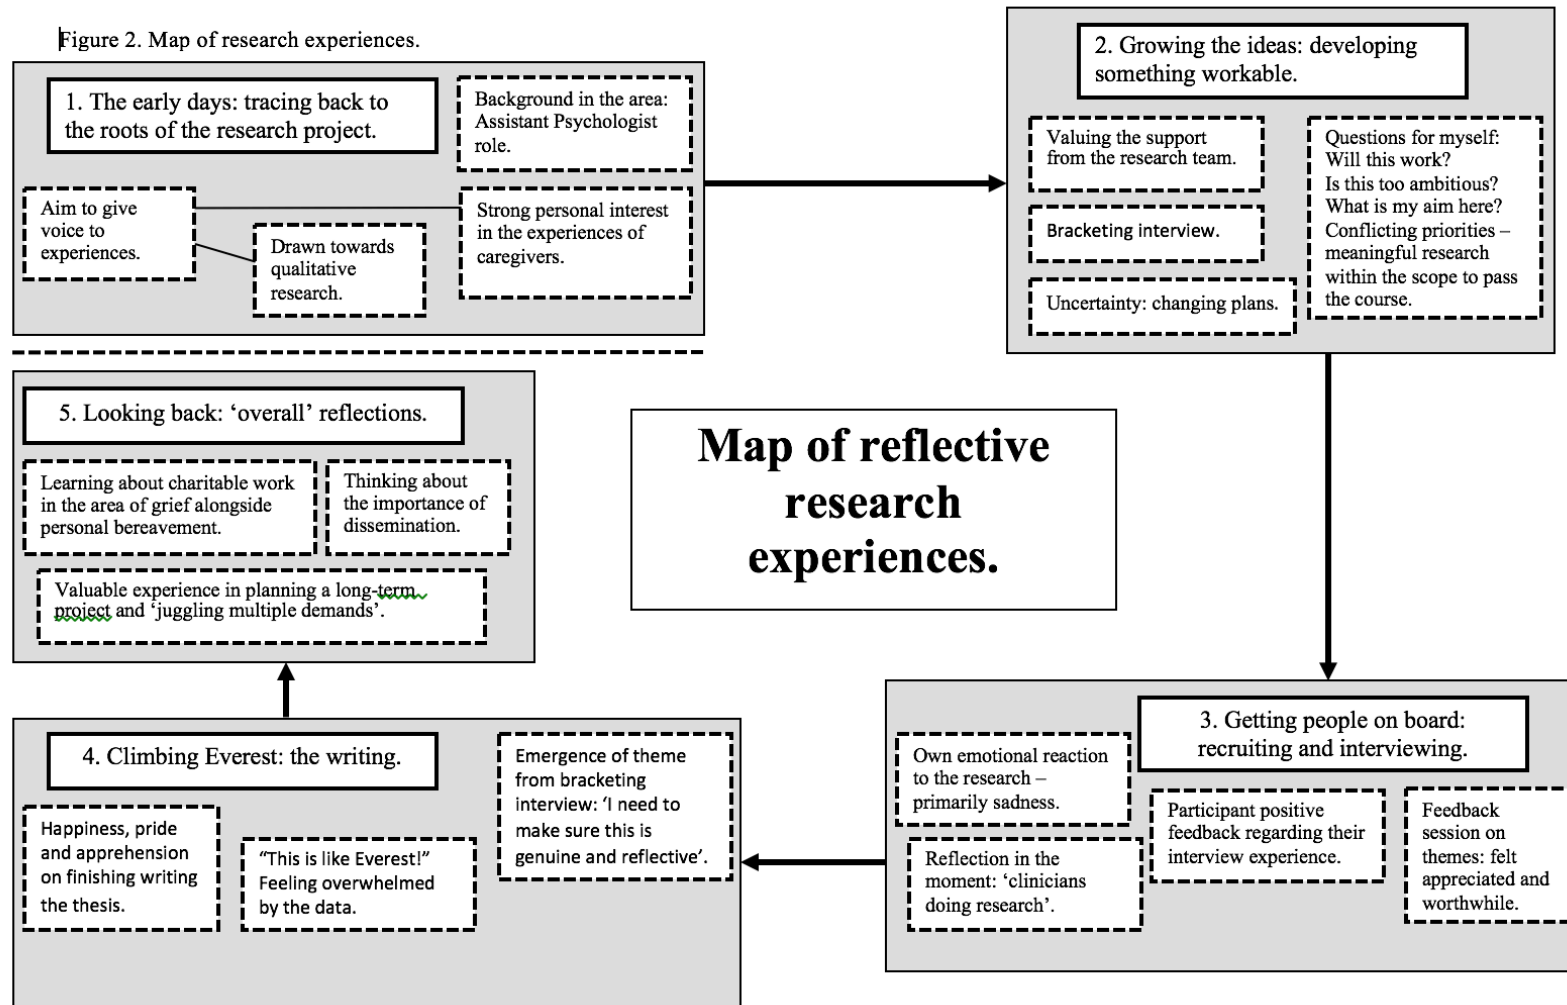 Figure 2. Map of research experiences.
1. The early days: tracing back to
the roots of the research project.
Background in the area:
Assistant Psychologist
role.
Aim to give
voice to
experiences.
Drawn towards
qualitative
research.
Strong personal interest
in the experiences of
caregivers.
2. Growing the ideas: developing
something workable.
Valuing the support
from the research team.
Bracketing interview.
Uncertainty: changing plans.
Questions for myself:
Will this work?
Is this too ambitious?
What is my aim here?
Conflicting priorities –
meaningful research
within the scope to pass
the course.
Map of reflective
research
experiences.
3. Getting people on board:
recruiting and interviewing.
Own emotional reaction
to the research –
primarily sadness.
Reflection in the
moment: ‘clinicians
doing research’.
Participant positive
feedback regarding their
interview experience.
Feedback
session on
themes: felt
appreciated and
worthwhile.
4. Climbing Everest: the writing.
Emergence of theme
from bracketing
interview: ‘I need to
make sure this is
genuine and reflective’.
Happiness, pride
and apprehension
on finishing writing
the thesis.
“This is like Everest!”
Feeling overwhelmed
by the data.
5. Looking back: ‘overall’ reflections.
Learning about charitable work
in the area of grief alongside
personal bereavement.
Thinking about
the importance of
dissemination.
Valuable experience in planning a long-term
project and ‘juggling multiple demands’.